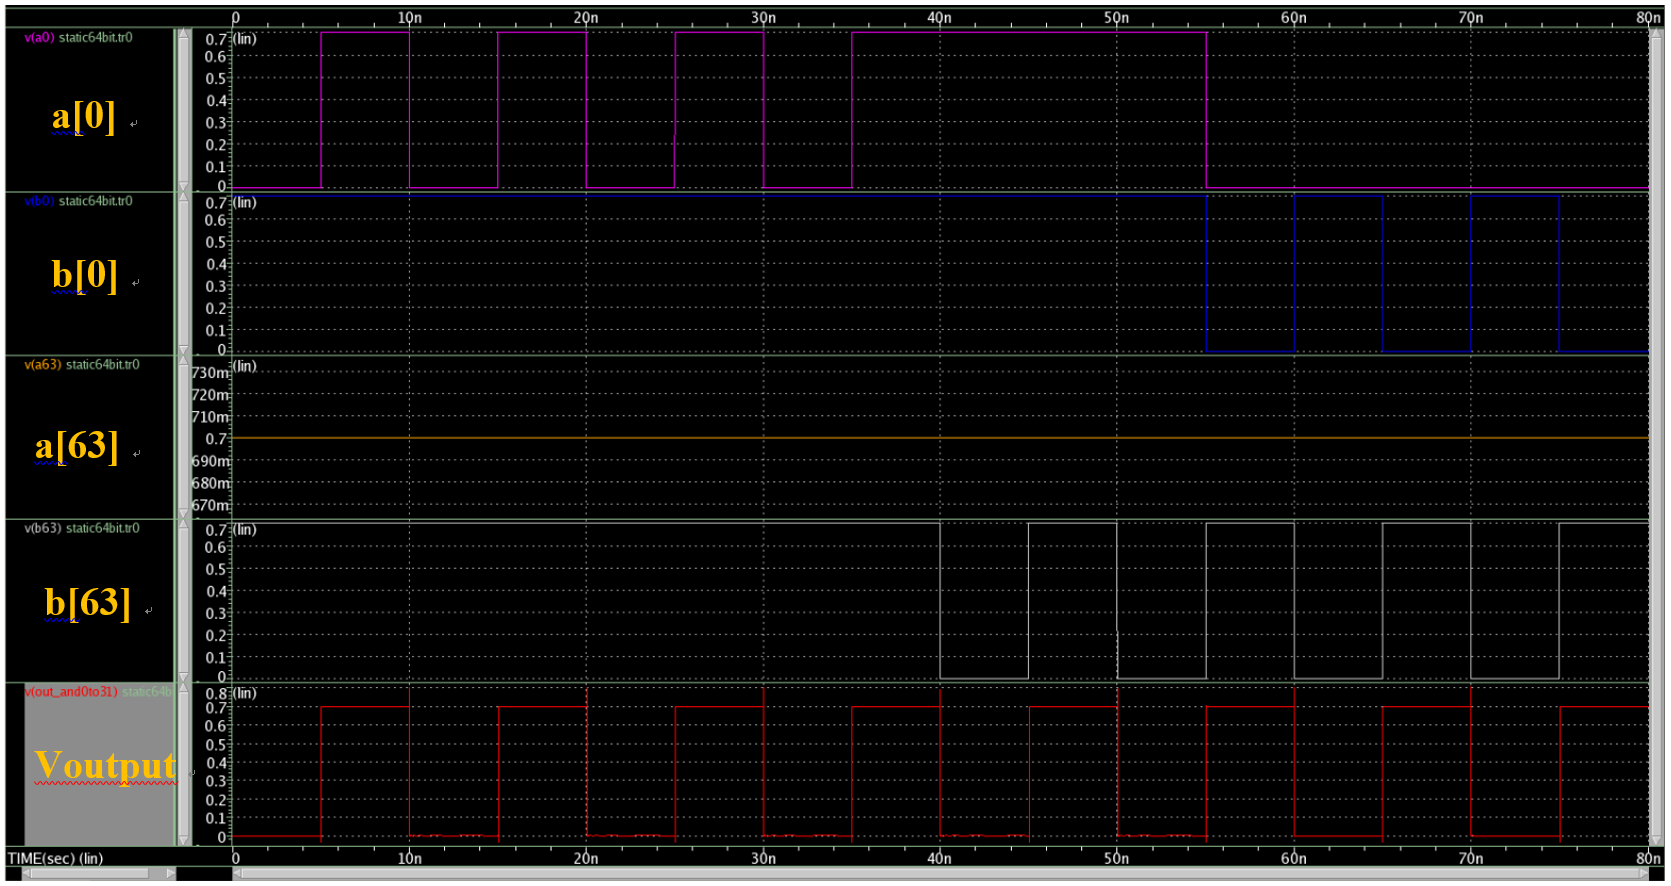 0 10n 20n 30n 40n 50n 60n 70n 80n
v(a0) static64bit.tr0
a[0]
0.7 (lin)
0.6
0.5
0.4
0.3
0.2
0.1
0
v(b0) static64bit.tr0
b[0]
0.7 (lin)
0.6
0.5
0.4
0.3
0.2
0.1
0
v(a63) static64bit.tr0
a[63]
(lin)
730m
720m
710m
0.7
690m
680m
670m
v(b63) static64bit.tr0
b[63]
0.7 (lin)
0.6
0.5
0.4
0.3
0.2
0.1
0
v(out_and0to31) static64b
Voutput
0.8 (lin)
0.7
0.6
0.5
0.4
0.3
0.2
0.1
0
TIME(sec) (lin)
0 10n 20n 30n 40n 50n 60n 70n 80n